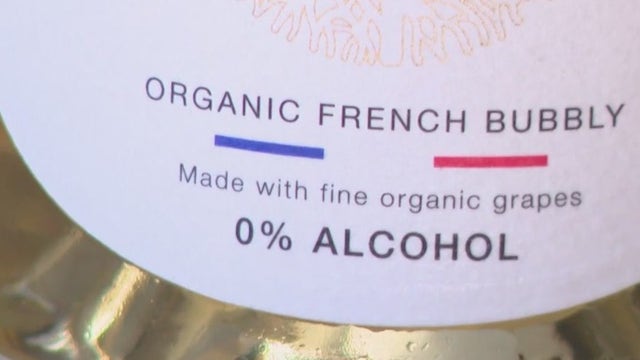 ORGANIC FRENCH BUBBLY
Made with fine organic grapes
0% ALCOHOL